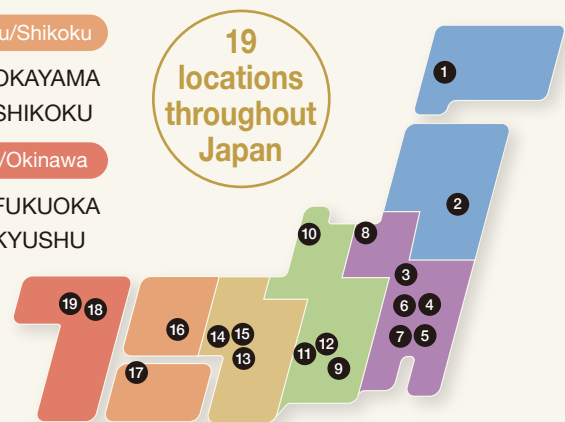 u/Shikoku
OKAYAMA
SHIKOKU
/Okinawa
FUKUOKA
KYUSHU
19
locations
throughout
Japan
1
2
10
8
3
6 4
7 5
19 18
16
14 15
13
11 12
9
17